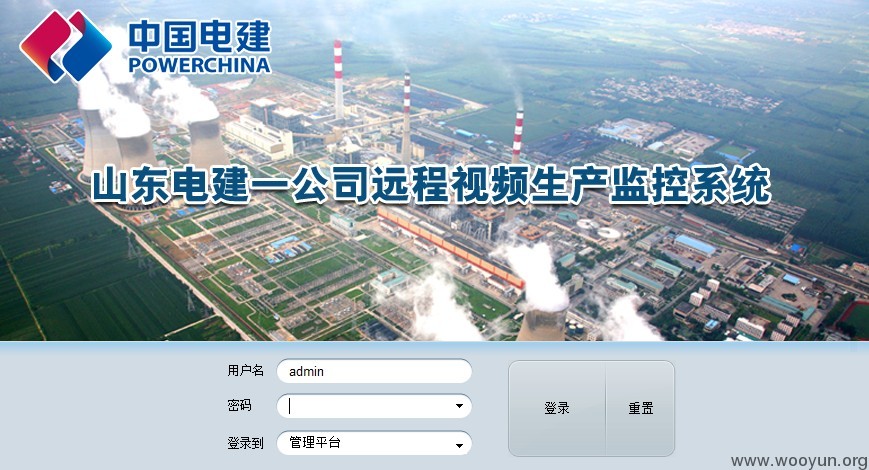 中国电建
POWERCHINA
山东电建一公司远程视频生产监控系统
用户名 admin
密码
登录到 管理平台
登录 重置
www.wooyun.org